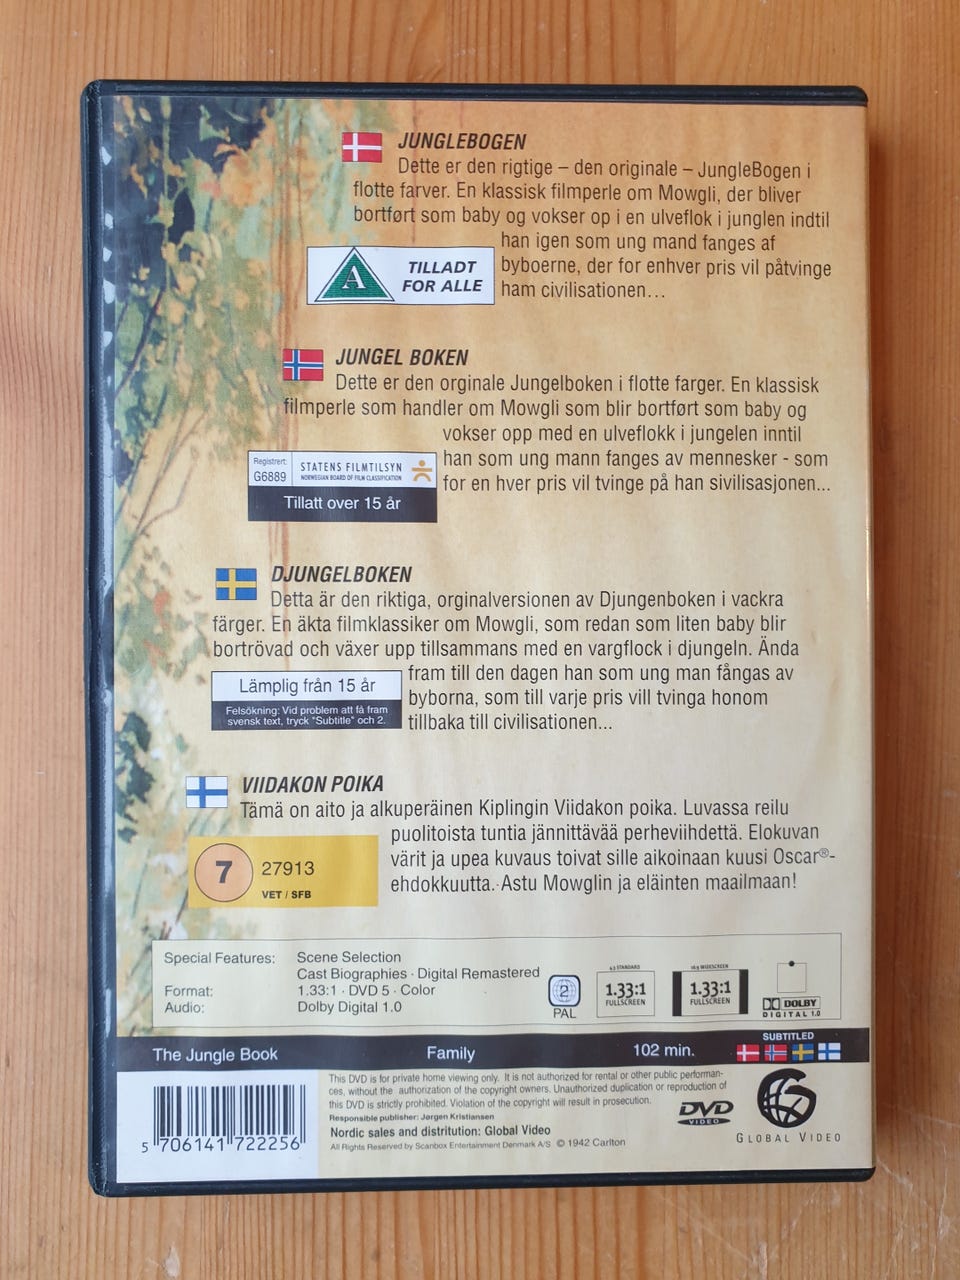 JUNGLEBOGEN
Dette er den rigtige – den originale – JungleBogen i
flotte farver. En klassisk filmperle om Mowgli, der bliver
bortført som baby og vokser op i en ulveflok i junglen indtil
han igen som ung mand fanges af
byboerne, der for enhver pris vil påtvinge
ham civilisationen...
A
TILLADT
FOR ALLE
JUNGEL BOKEN
Dette er den orginale Jungelboken i flotte farger. En klassisk
filmperle som handler om Mowgli som blir bortført som baby og
vokser opp med en ulveflokk i jungelen inntil
han som ung mann fanges av mennesker - som
for en hver pris vil tvinge på han sivilisasjonen...
Registrert:
G6889
STATENS FILMTILSYN
NORWEGIAN BOARD OF FILM CLASSIFICATION
Tillatt over 15 år
DJUNGELBOKEN
Detta är den riktiga, orginalversionen av Djungenboken i vackra
färger. En äkta filmklassiker om Mowgli, som redan som liten baby blir
bortrövad och växer upp tillsammans med en vargflock i djungeln. Ända
fram till den dagen han som ung man fångas av
byborna, som till varje pris vill tvinga honom
tillbaka till civilisationen...
Lämplig från 15 år
Felsökning: Vid problem att få fram
svensk text, tryck "Subtitle" och 2.
VIIDAKON POIKA
Tämä on aito ja alkuperäinen Kiplingin Viidakon poika. Luvassa reilu
puolitoista tuntia jännittävää perheviihdettä. Elokuvan
värit ja upea kuvaus toivat sille aikoinaan kuusi Oscar®-
ehdokkuutta. Astu Mowglin ja eläinten maailmaan!
7
27913
VET / SFB
Special Features: Scene Selection
Cast Biographies · Digital Remastered
Format: 1.33:1 · DVD 5 · Color
Audio: Dolby Digital 1.0
2
PAL
4:3 STANDARD
1.33:1
FULLSCREEN
16:9 WIDESCREEN
1.33:1
FULLSCREEN
DOLBY
DIGITAL 1.0
The Jungle Book Family 102 min.
SUBTITLED
This DVD is for private home viewing only. It is not authorized for rental or other public performan-
ces, without the authorization of the copyright owners. Unauthorized duplication or reproduction of
this DVD is strictly prohibited. Violation of the copyright will result in prosecution.
Responsible publisher: Jørgen Kristiansen
Nordic sales and distribution: Global Video
All Rights Reserved by Scanbox Entertainment Denmark A/S © 1942 Carlton
DVD
VIDEO
GLOBAL VIDEO
5 706141 722256